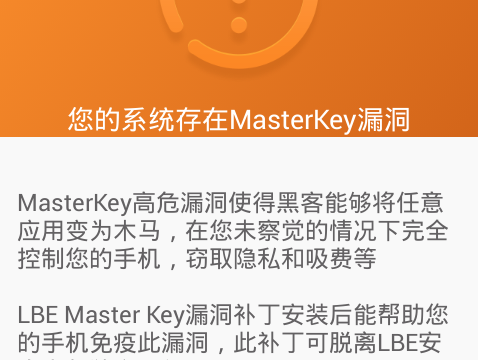 您的系统存在MasterKey漏洞
MasterKey高危漏洞使得黑客能够将任意
应用变为木马，在您未察觉的情况下完全
控制您的手机，窃取隐私和吸费等
LBE Master Key漏洞补丁安装后能帮助您
的手机免疫此漏洞，此补丁可脱离LBE安